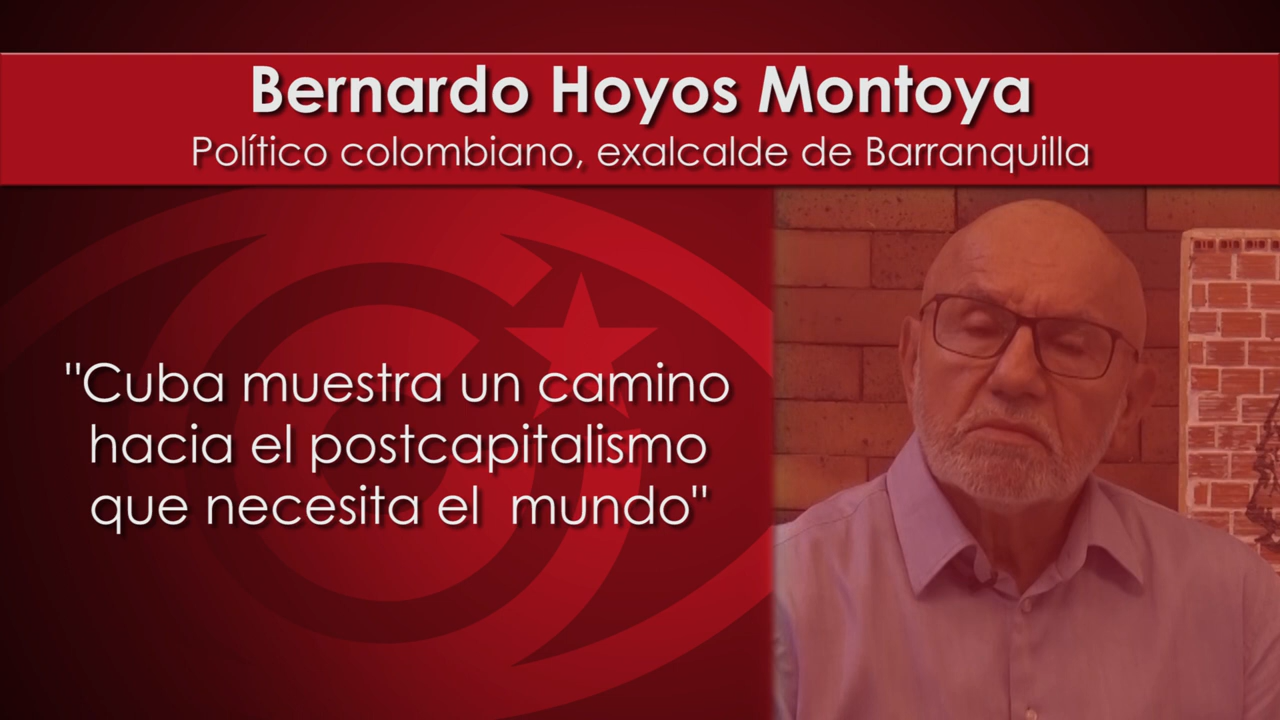 Bernardo Hoyos Montoya
Político colombiano, exalcalde de Barranquilla
"Cuba muestra un camino
hacia el postcapitalismo
que necesita el  mundo"